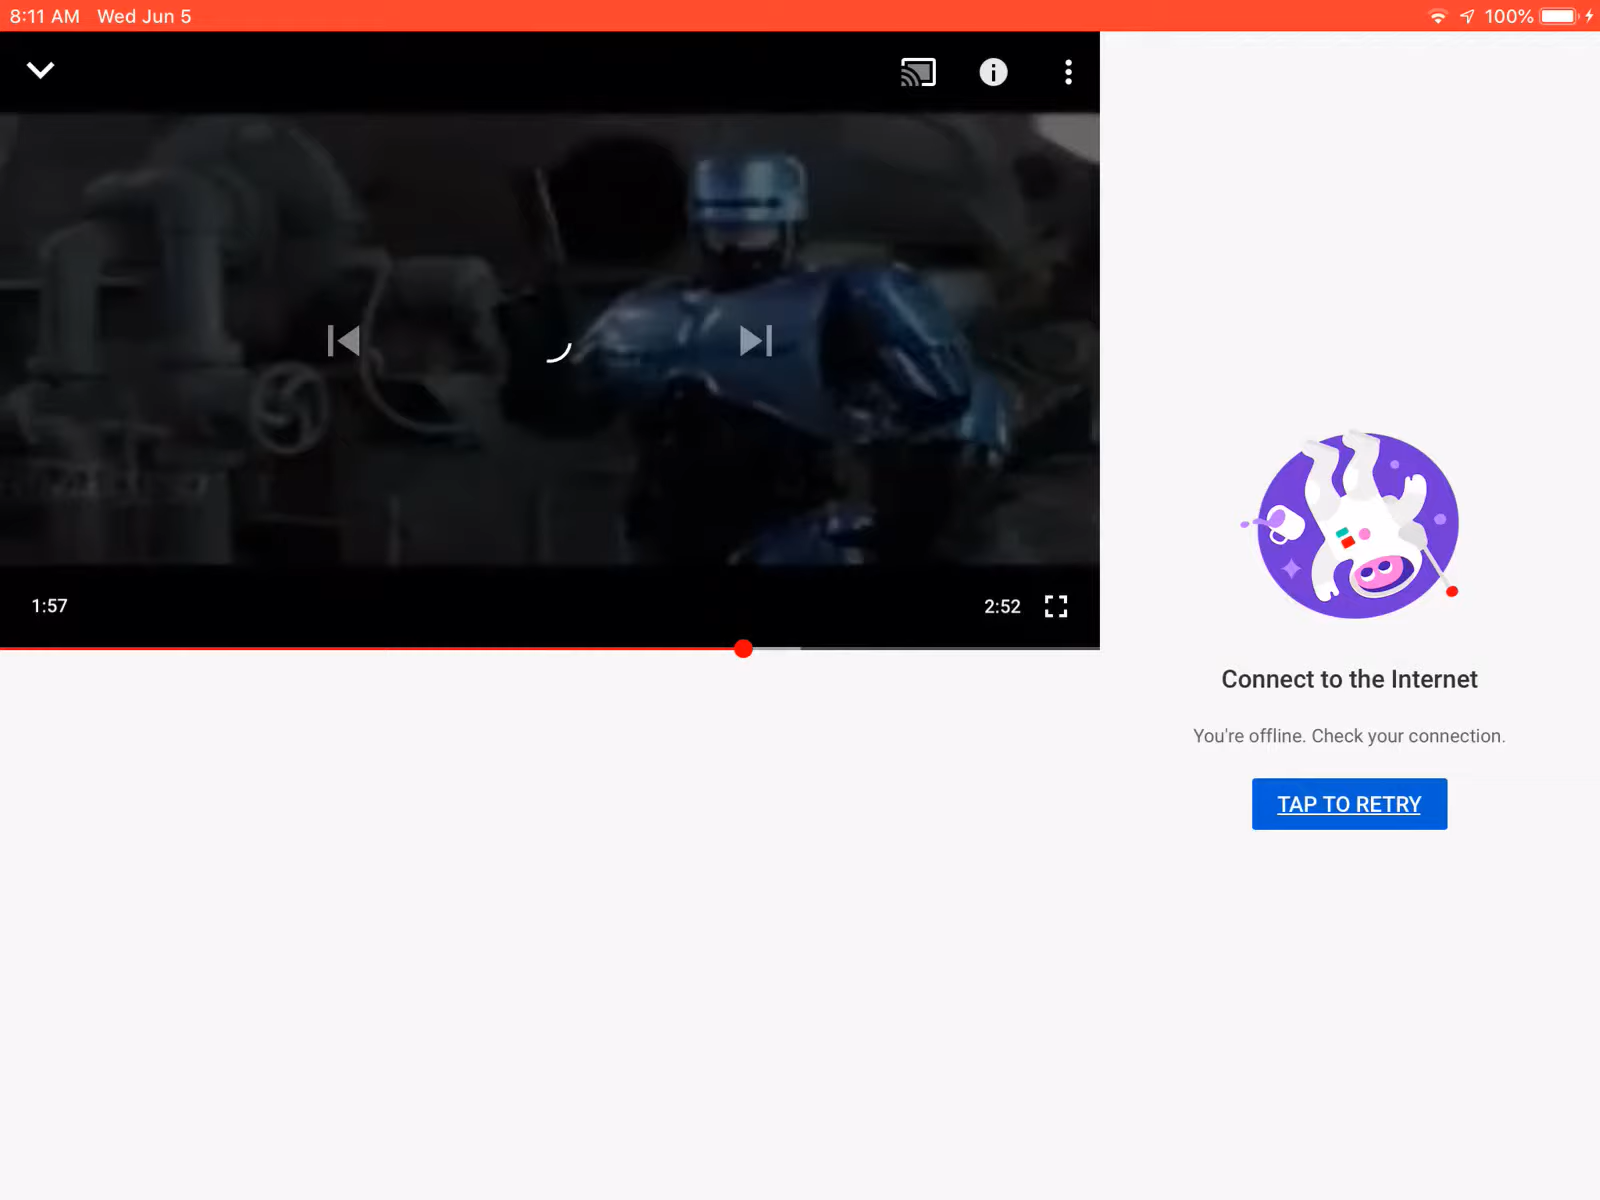 8:11 AM Wed Jun 5
100%
1:57
2:52
Connect to the Internet
You're offline. Check your connection.
TAP TO RETRY